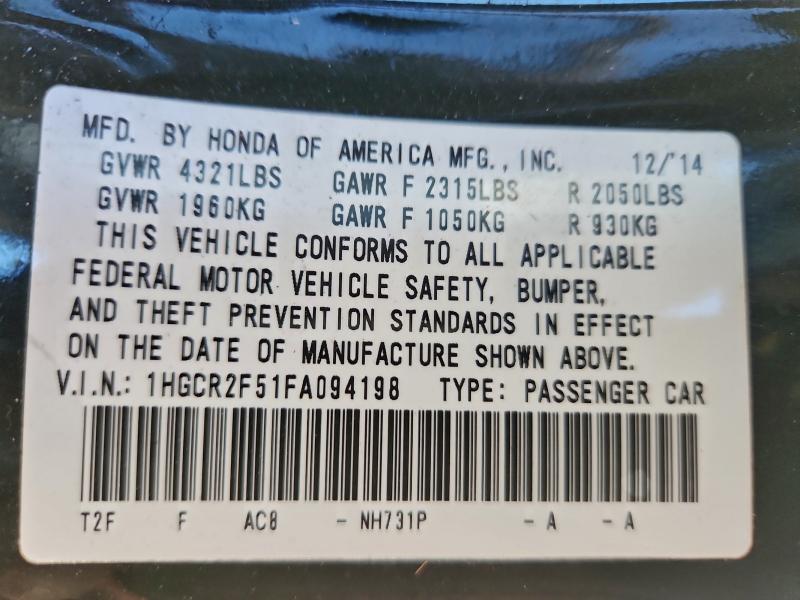 MFD. BY HONDA OF AMERICA MFG., INC. 12/'14
GVWR 4321LBS GAWR F 2315LBS R 2050LBS
GVWR 1960KG GAWR F 1050KG R 930KG
THIS VEHICLE CONFORMS TO ALL APPLICABLE
FEDERAL MOTOR VEHICLE SAFETY, BUMPER,
AND THEFT PREVENTION STANDARDS IN EFFECT
ON THE DATE OF MANUFACTURE SHOWN ABOVE.
V.I.N.: 1HGCR2F51FA094198 TYPE: PASSENGER CAR
T2F F AC8 - NH731P - A - A